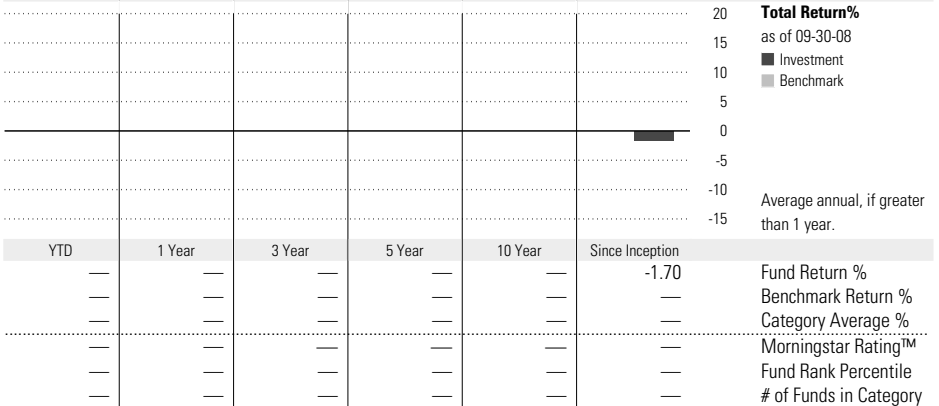 20
15
10
5
0
-5
-10
-15
Total Return%
as of 09-30-08
Investment
Benchmark
Average annual, if greater
than 1 year.
YTD 1 Year 3 Year 5 Year 10 Year Since Inception
— — — — — -1.70 Fund Return %
— — — — — — Benchmark Return %
— — — — — — Category Average %
— — — — — — Morningstar Rating™
— — — — — — Fund Rank Percentile
— — — — — — # of Funds in Category